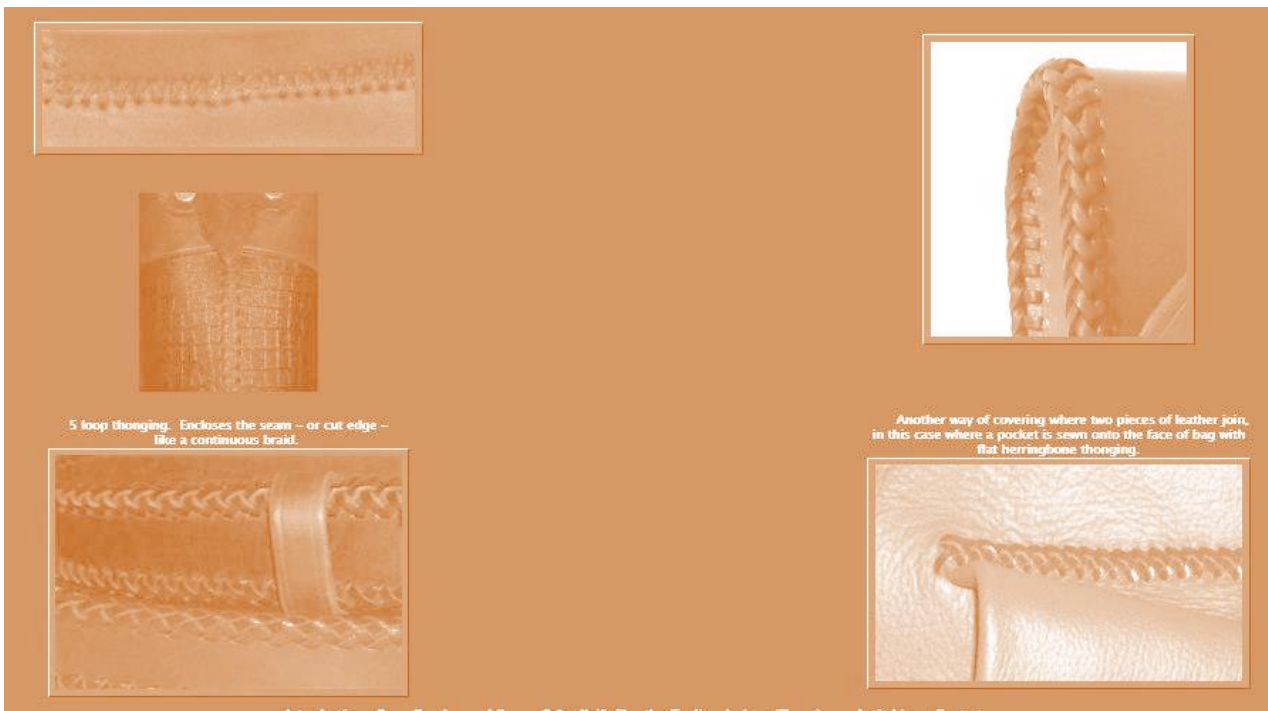 5 loop thonging.  Encloses the seam – or cut edge –
like a continuous braid.
Another way of covering where two pieces of leather join,
in this case where a pocket is sewn onto the face of bag with
flat herringbone thonging.